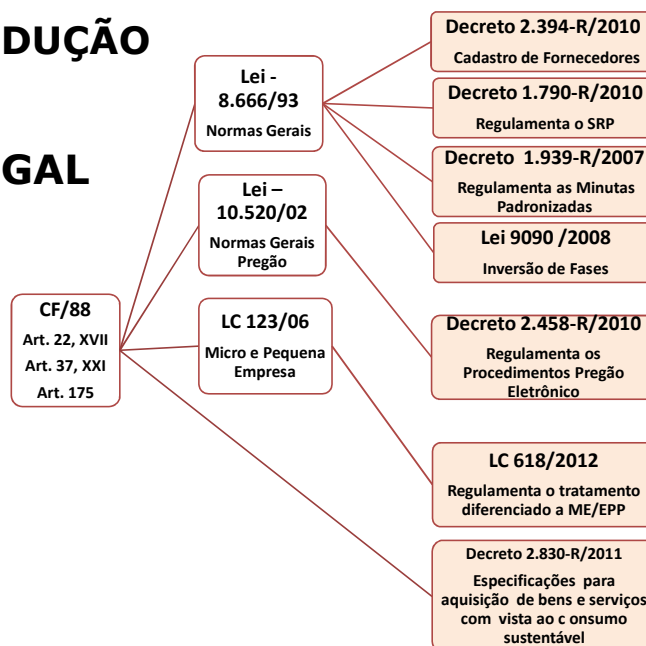 DUÇÃO
GAL
CF/88
Art. 22, XVII
Art. 37, XXI
Art. 175
Lei -
8.666/93
Normas Gerais
Lei –
10.520/02
Normas Gerais
Pregão
LC 123/06
Micro e Pequena
Empresa
Decreto 2.394-R/2010
Cadastro de Fornecedores
Decreto 1.790-R/2010
Regulamenta o SRP
Decreto 1.939-R/2007
Regulamenta as Minutas
Padronizadas
Lei 9090 /2008
Inversão de Fases
Decreto 2.458-R/2010
Regulamenta os
Procedimentos Pregão
Eletrônico
LC 618/2012
Regulamenta o tratamento
diferenciado a ME/EPP
Decreto 2.830-R/2011
Especificações para
aquisição de bens e serviços
com vista ao c onsumo
sustentável